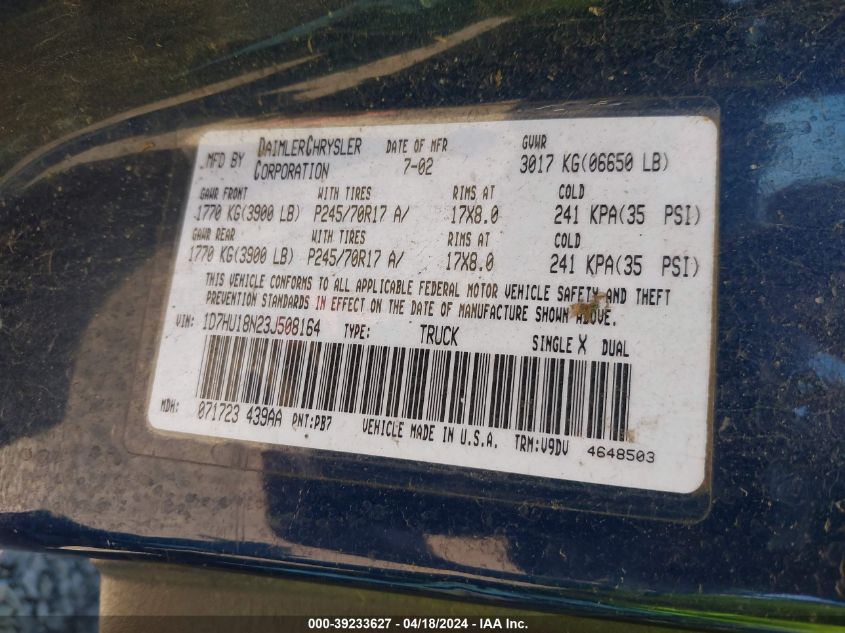 MFD BY DAIMLERCHRYSLER CORPORATION DATE OF MFR 7-02 GVWR 3017 KG(06650 LB)
GAWR FRONT WITH TIRES RIMS AT COLD
1770 KG(3900 LB) P245/70R17 A/ 17X8.0 241 KPA(35 PSI)
GAWR REAR WITH TIRES RIMS AT COLD
1770 KG(3900 LB) P245/70R17 A/ 17X8.0 241 KPA(35 PSI)
THIS VEHICLE CONFORMS TO ALL APPLICABLE FEDERAL MOTOR VEHICLE SAFETY AND THEFT
PREVENTION STANDARDS IN EFFECT ON THE DATE OF MANUFACTURE SHOWN ABOVE.
VIN: 1D7HU18N23J508164 TYPE: TRUCK SINGLE X DUAL
MDH: 071723 439AA PNT:PB7 VEHICLE MADE IN U.S.A. TRM:V9DV 4648503
000-39233627 - 04/18/2024 - IAA Inc.